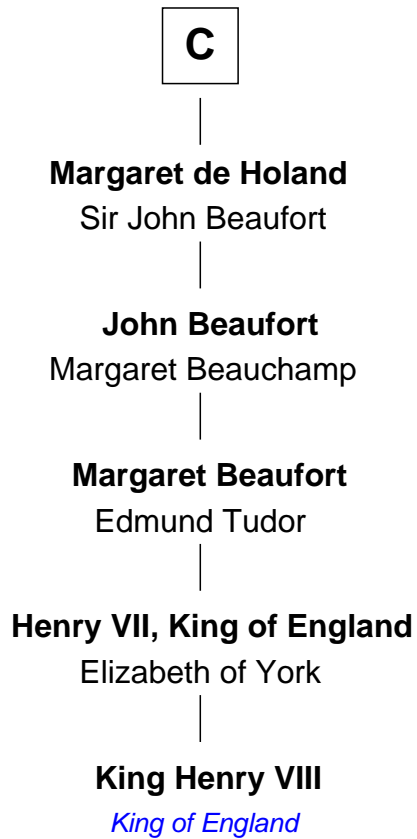 C
Margaret de Holand
Sir John Beaufort
John Beaufort
Margaret Beauchamp
Margaret Beaufort
Edmund Tudor
Henry VII, King of England
Elizabeth of York
King Henry VIII
King of England